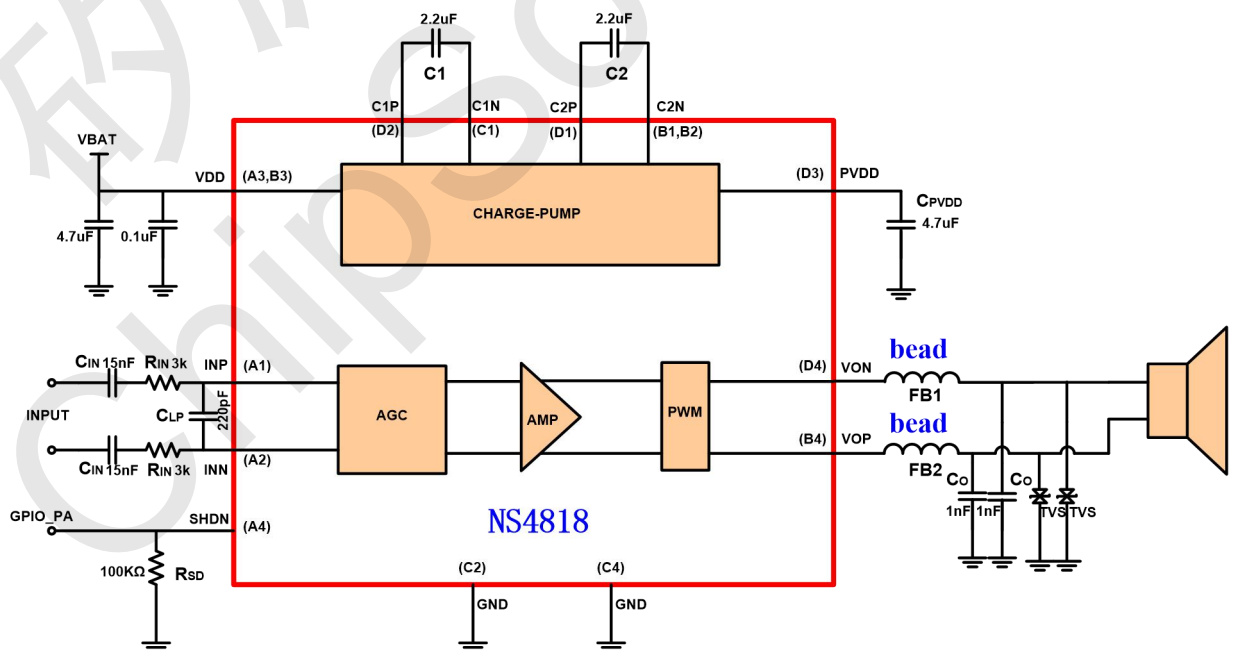 2.2uF
2.2uF
C1
C2
C1P
C1N
C2P
C2N
(D2)
(C1)
(D1)
(B1,B2)
VBAT
VDD
(A3,B3)
(D3)
PVDD
CHARGE-PUMP
CPVDD
4.7uF
4.7uF
0.1uF
CIN 15nF
RIN 3k
INP
(A1)
bead
(D4)
VON
FB1
INPUT
CLP
220pF
AGC
AMP
PWM
bead
CIN 15nF
RIN 3k
INN
(A2)
(B4)
VOP
FB2
CO
CO
1nF
1nF
TVS
TVS
GPIO_PA
SHDN
(A4)
NS4818
100KΩ
RSD
(C2)
(C4)
GND
GND
ChipSo